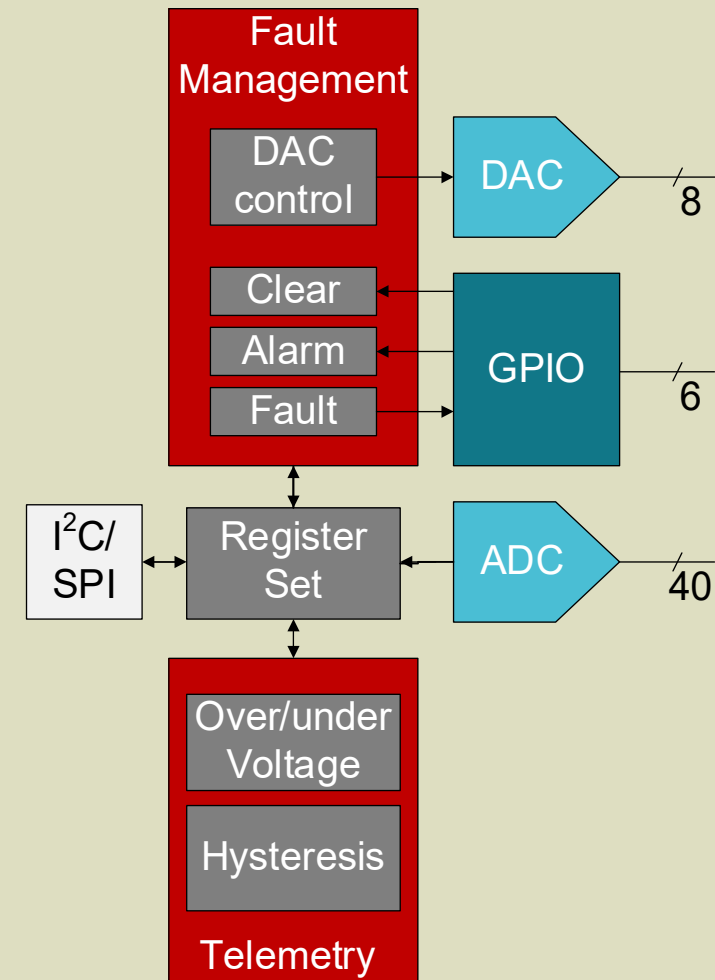 Fault
Management
DAC
control
DAC
8
Clear
Alarm
Fault
GPIO
6
I²C/
SPI
Register
Set
ADC
40
Over/under
Voltage
Hysteresis
Telemetry